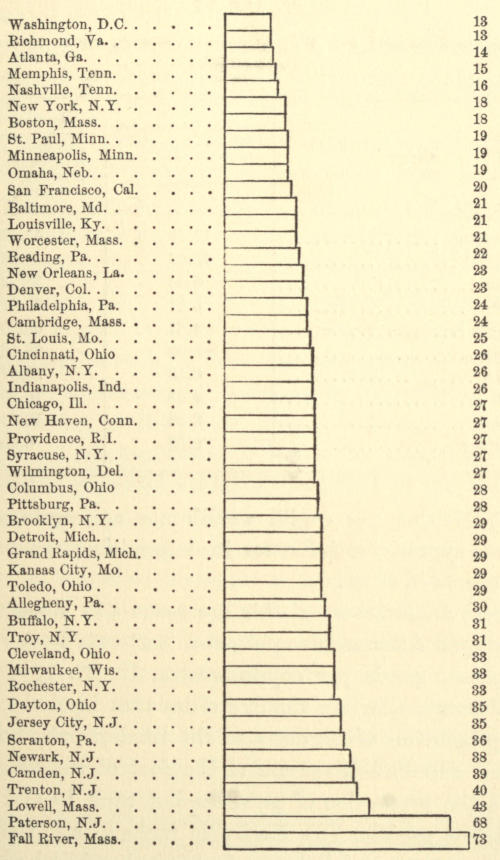 Washington, D.C. . . . . . 13
Richmond, Va. . . . . . . 13
Atlanta, Ga. . . . . . . 14
Memphis, Tenn. . . . . . 15
Nashville, Tenn. . . . . . 16
New York, N.Y. . . . . . 18
Boston, Mass. . . . . . . 18
St. Paul, Minn. . . . . . . 19
Minneapolis, Minn. . . . . 19
Omaha, Neb. . . . . . . 19
San Francisco, Cal. . . . . 20
Baltimore, Md. . . . . . 21
Louisville, Ky. . . . . . 21
Worcester, Mass. . . . . . 21
Reading, Pa. . . . . . . 22
New Orleans, La. . . . . . 23
Denver, Col. . . . . . . 23
Philadelphia, Pa. . . . . . 24
Cambridge, Mass. . . . . . 24
St. Louis, Mo. . . . . . . 25
Cincinnati, Ohio . . . . . 26
Albany, N.Y. . . . . . . 26
Indianapolis, Ind. . . . . . 26
Chicago, Ill. . . . . . . 27
New Haven, Conn. . . . . 27
Providence, R.I. . . . . . 27
Syracuse, N.Y. . . . . . . 27
Wilmington, Del. . . . . . 27
Columbus, Ohio . . . . . 28
Pittsburg, Pa. . . . . . . 28
Brooklyn, N.Y. . . . . . 29
Detroit, Mich. . . . . . . 29
Grand Rapids, Mich. . . . . 29
Kansas City, Mo. . . . . . 29
Toledo, Ohio . . . . . . 29
Allegheny, Pa. . . . . . . 30
Buffalo, N.Y. . . . . . . 31
Troy, N.Y. . . . . . . 31
Cleveland, Ohio . . . . . . 33
Milwaukee, Wis. . . . . . 33
Rochester, N.Y. . . . . . 33
Dayton, Ohio . . . . . 35
Jersey City, N.J. . . . . . 35
Scranton, Pa. . . . . . . 36
Newark, N.J. . . . . . . 38
Camden, N.J. . . . . . . 39
Trenton, N.J. . . . . . . 40
Lowell, Mass. . . . . . . 43
Paterson, N.J. . . . . . . 68
Fall River, Mass. . . . . . 73